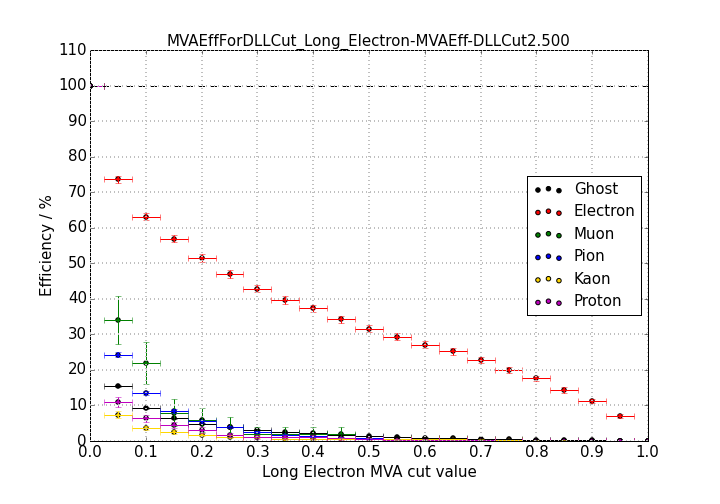 MVAEffForDLLCut_Long_Electron-MVAEff-DLLCut2.500
110
100
90
80
70
60
50
40
30
20
10
0
Efficiency / %
Ghost
Electron
Muon
Pion
Kaon
Proton
0.0 0.1 0.2 0.3 0.4 0.5 0.6 0.7 0.8 0.9 1.0
Long Electron MVA cut value